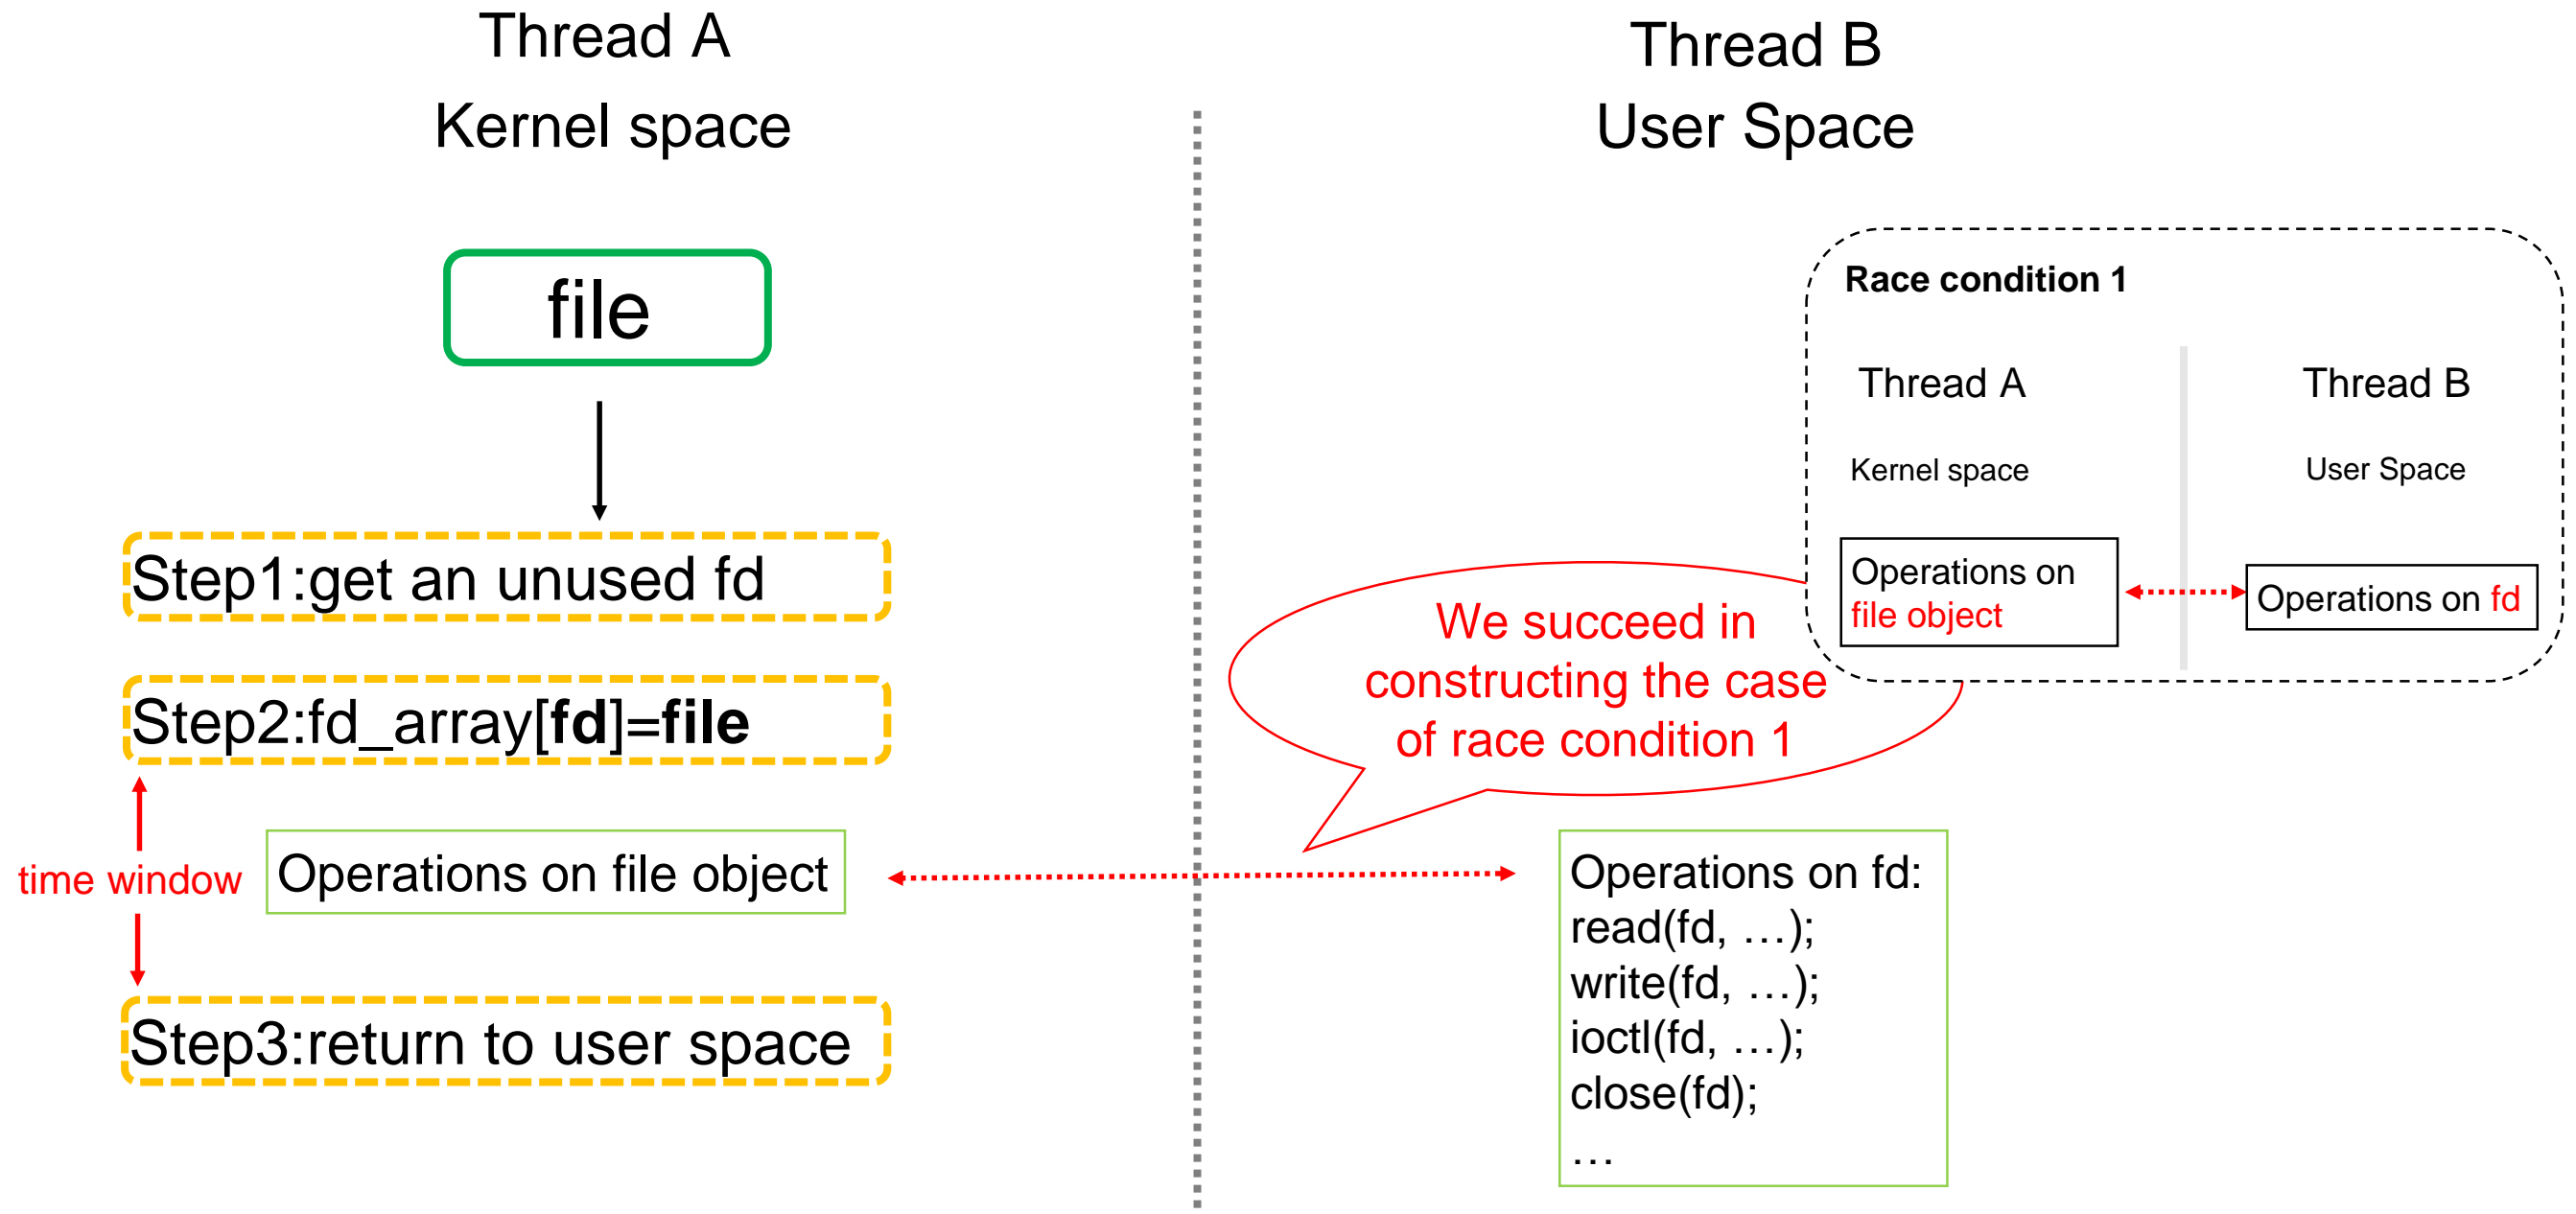 Thread A
Kernel space
file
Step1:get an unused fd
Step2:fd_array[fd]=file
time window
Operations on file object
Step3:return to user space
Thread B
User Space
Race condition 1
Thread A
Thread B
Kernel space
User Space
Operations on
file object
Operations on fd
We succeed in
constructing the case
of race condition 1
Operations on fd:
read(fd, …);
write(fd, …);
ioctl(fd, …);
close(fd);
…